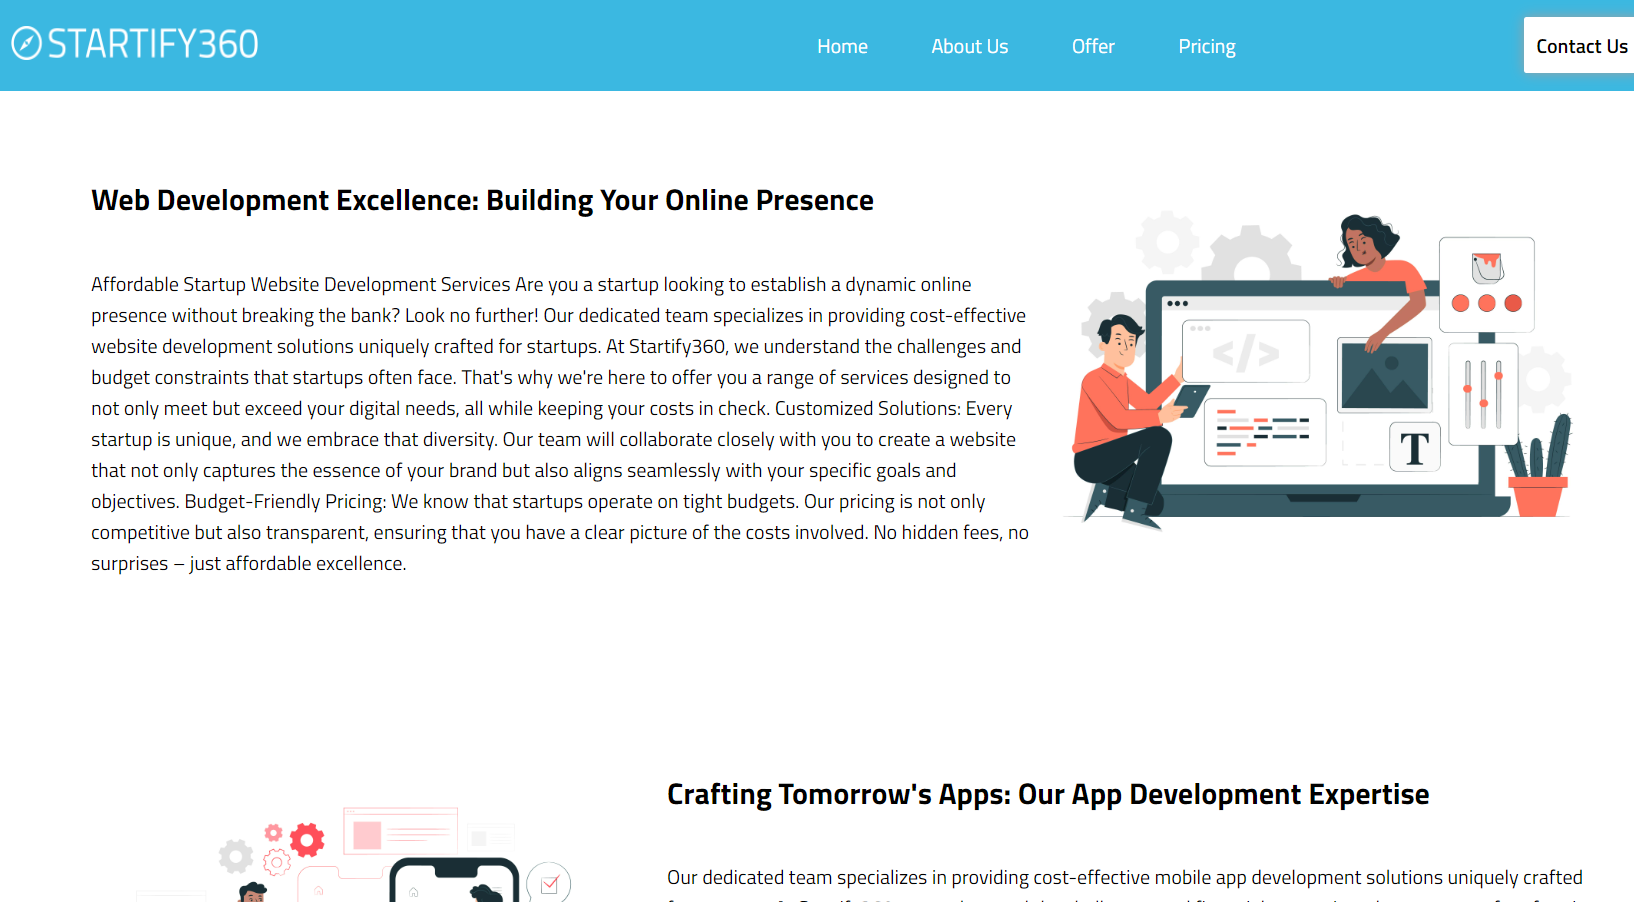 STARTIFY360
Home
About Us
Offer
Pricing
Contact Us
Web Development Excellence: Building Your Online Presence
Affordable Startup Website Development Services Are you a startup looking to establish a dynamic online
presence without breaking the bank? Look no further! Our dedicated team specializes in providing cost-effective
website development solutions uniquely crafted for startups. At Startify360, we understand the challenges and
budget constraints that startups often face. That's why we're here to offer you a range of services designed to
not only meet but exceed your digital needs, all while keeping your costs in check. Customized Solutions: Every
startup is unique, and we embrace that diversity. Our team will collaborate closely with you to create a website
that not only captures the essence of your brand but also aligns seamlessly with your specific goals and
objectives. Budget-Friendly Pricing: We know that startups operate on tight budgets. Our pricing is not only
competitive but also transparent, ensuring that you have a clear picture of the costs involved. No hidden fees, no
surprises – just affordable excellence.
</>
T
Crafting Tomorrow's Apps: Our App Development Expertise
Our dedicated team specializes in providing cost-effective mobile app development solutions uniquely crafted